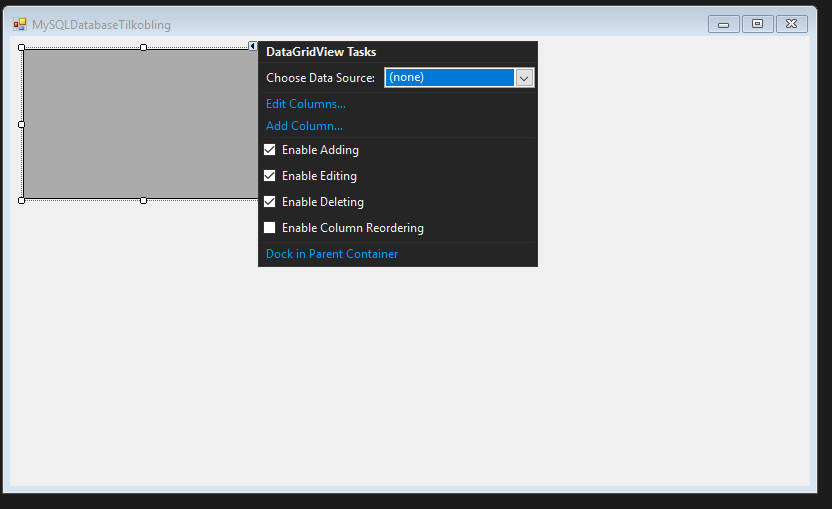 MySQLDatabaseTilkobling
DataGridView Tasks
Choose Data Source: (none)
Edit Columns...
Add Column...
Enable Adding
Enable Editing
Enable Deleting
Enable Column Reordering
Dock in Parent Container